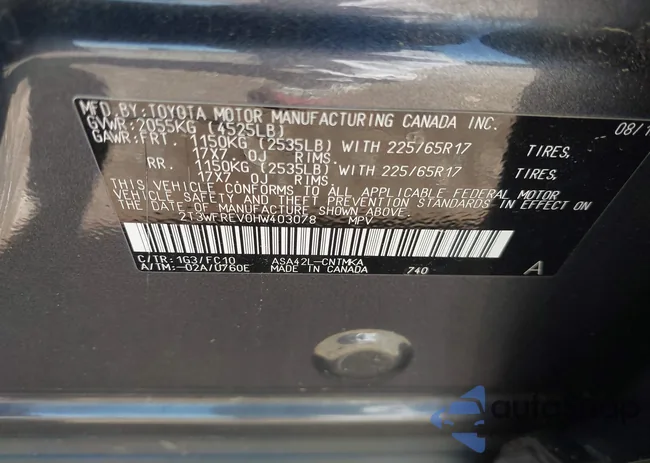 MFD. BY: TOYOTA MOTOR MANUFACTURING CANADA INC. 08/1
GVWR: 2055KG (4525LB)
GAWR: FRT. 1150KG (2535LB) WITH 225/65R17 TIRES,
17X7 OJ RIMS.
RR. 1150KG (2535LB) WITH 225/65R17 TIRES,
17X7 OJ RIMS.
THIS VEHICLE CONFORMS TO ALL APPLICABLE FEDERAL MOTOR
VEHICLE SAFETY AND THEFT PREVENTION STANDARDS IN EFFECT ON
THE DATE OF MANUFACTURE SHOWN ABOVE.
2T3WFREV0HW403078 MPV
C/TR: 1G3/FC10 ASA42L-CNTMKA
A/TM: -02A/U760E MADE IN CANADA 740 A
autoshop